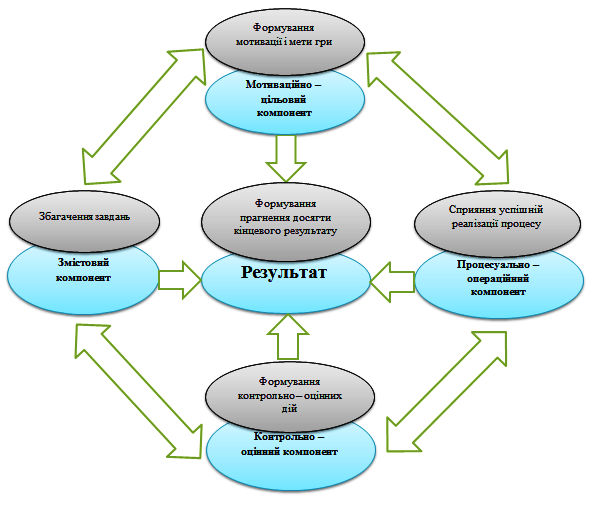 Формування
мотивації і мети гри
Мотиваційно –
цільовий
компонент
Збагачення завдань
Змістовий
компонент
Формування
прагнення досягти
кінцевого результату
Результат
Сприяння успішній
реалізації процесу
Процесуально –
операційний
компонент
Формування
контрольно – оцінних
дій
Контрольно –
оцінний компонент